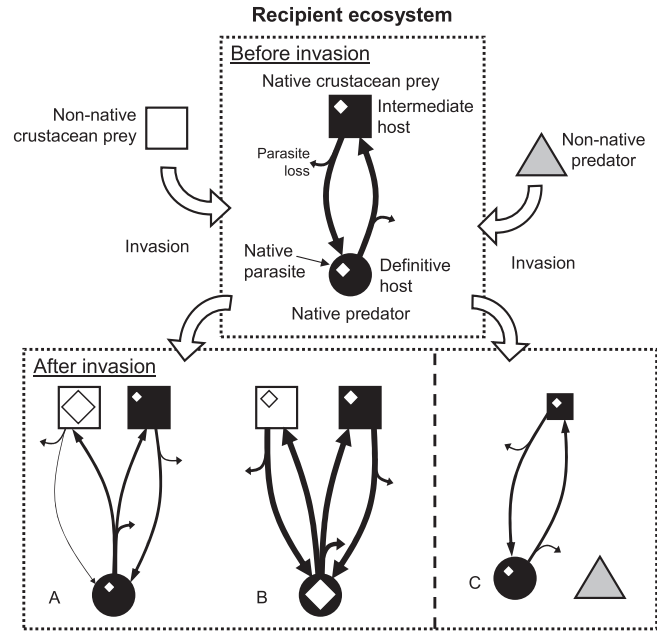 Recipient ecosystem
Before invasion
Native crustacean prey
Intermediate
host
Parasite
loss
Native
parasite
Definitive
host
Native predator
Non-native
crustacean prey
Invasion
Non-native
predator
Invasion
After invasion
A
B
C